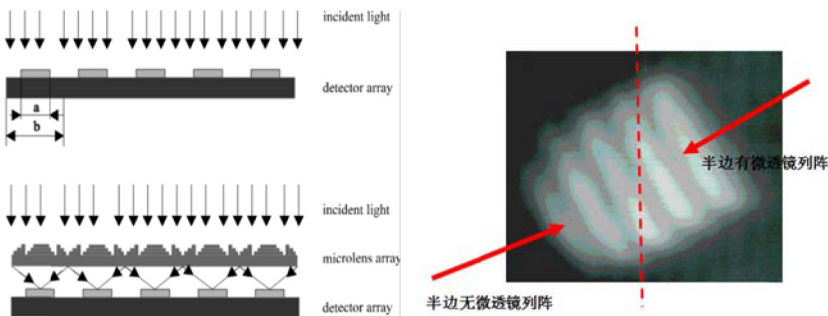 incident light
detector array
a
b
incident light
microlens array
detector array
半边有微透镜列阵
半边无微透镜列阵